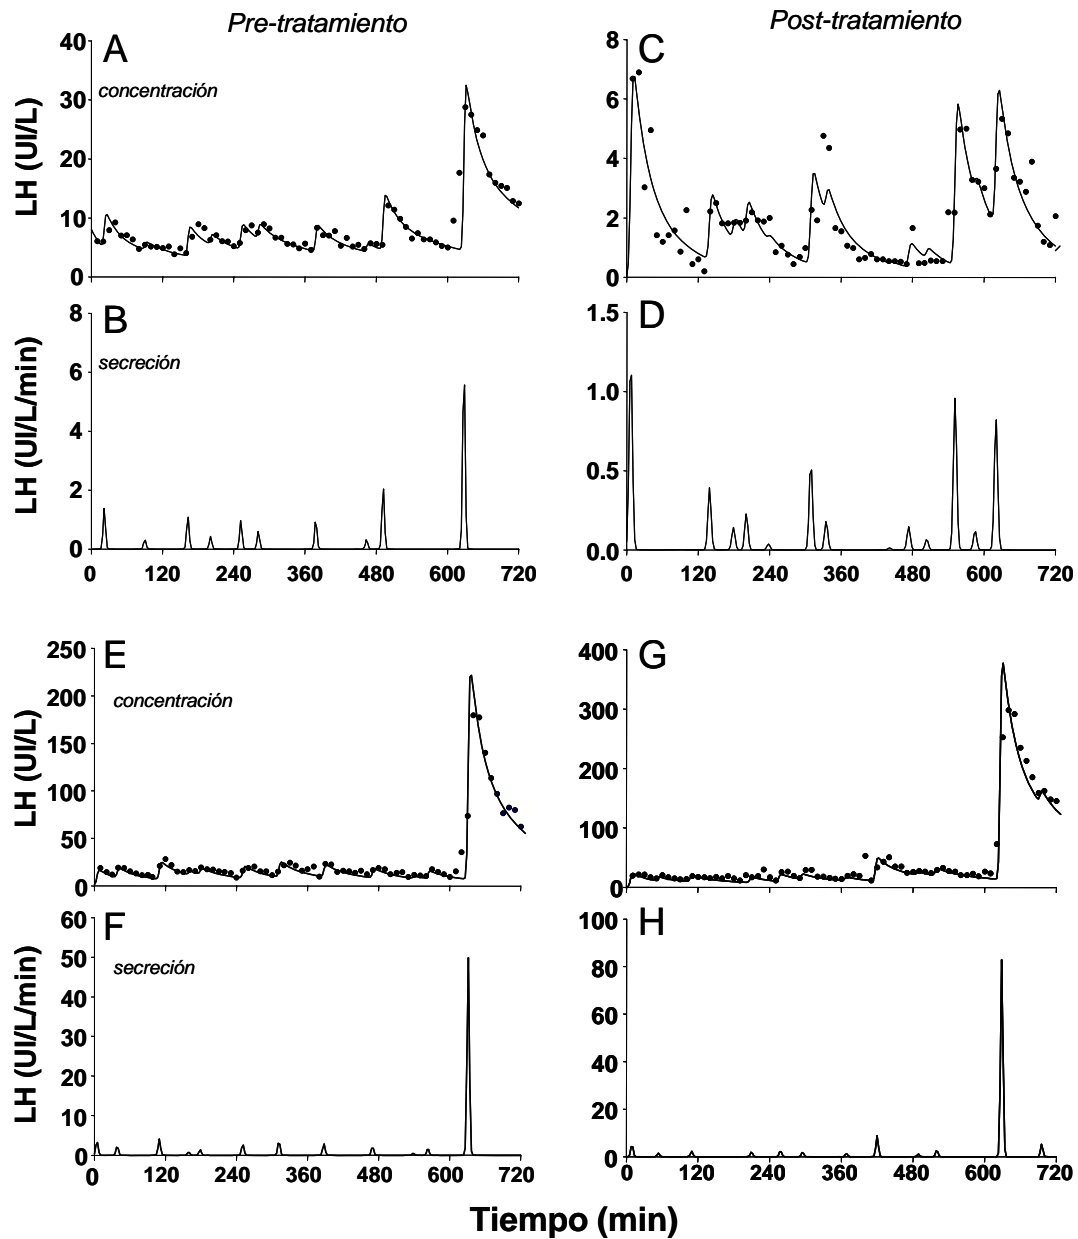 Pre-tratamiento
Post-tratamiento
A
concentración
LH (UI/L)
40
30
20
10
0
C
8
6
4
2
0
B
secreción
LH (UI/L/min)
8
6
4
2
0
0 120 240 360 480 600 720
D
1.5
1.0
0.5
0.0
0 120 240 360 480 600 720
E
concentración
LH (UI/L)
250
200
150
100
50
0
G
400
300
200
100
0
F
secreción
LH (UI/L/min)
60
50
40
30
20
10
0
0 120 240 360 480 600 720
H
100
80
60
40
20
0
0 120 240 360 480 600 720
Tiempo (min)